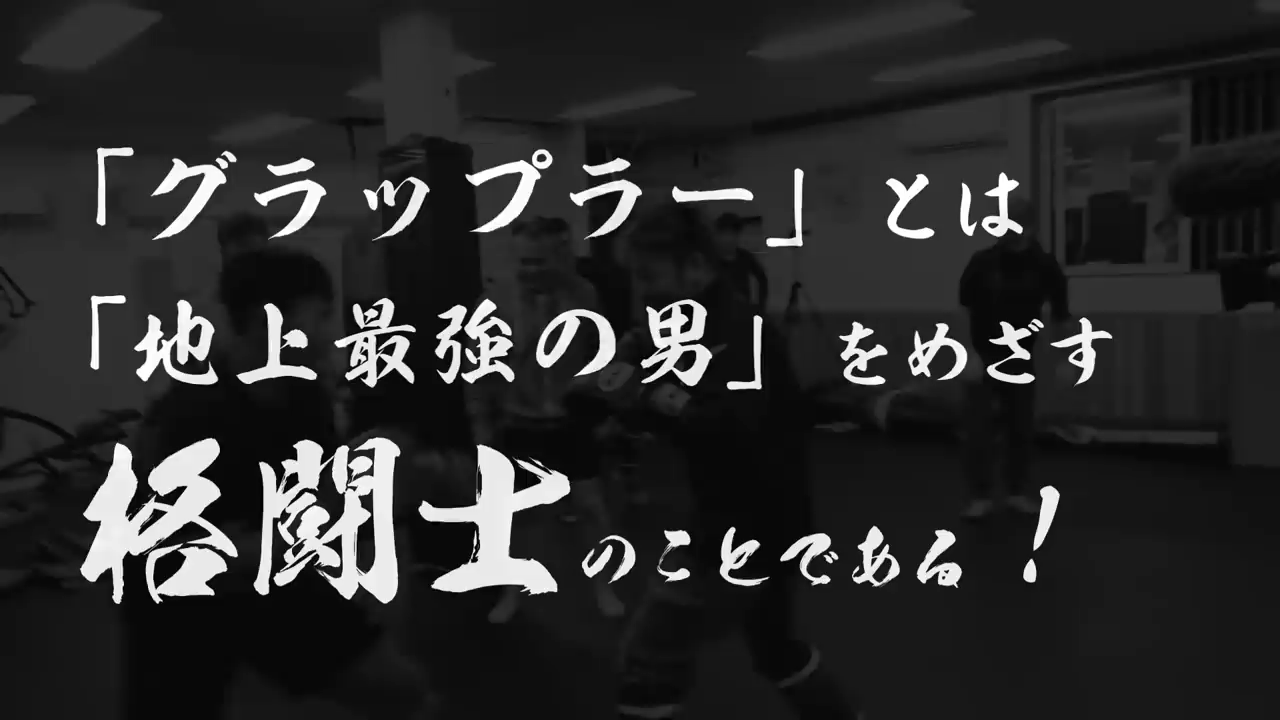 「グラップラー」とは
「地上最強の男」をめざす
格闘士のことである!